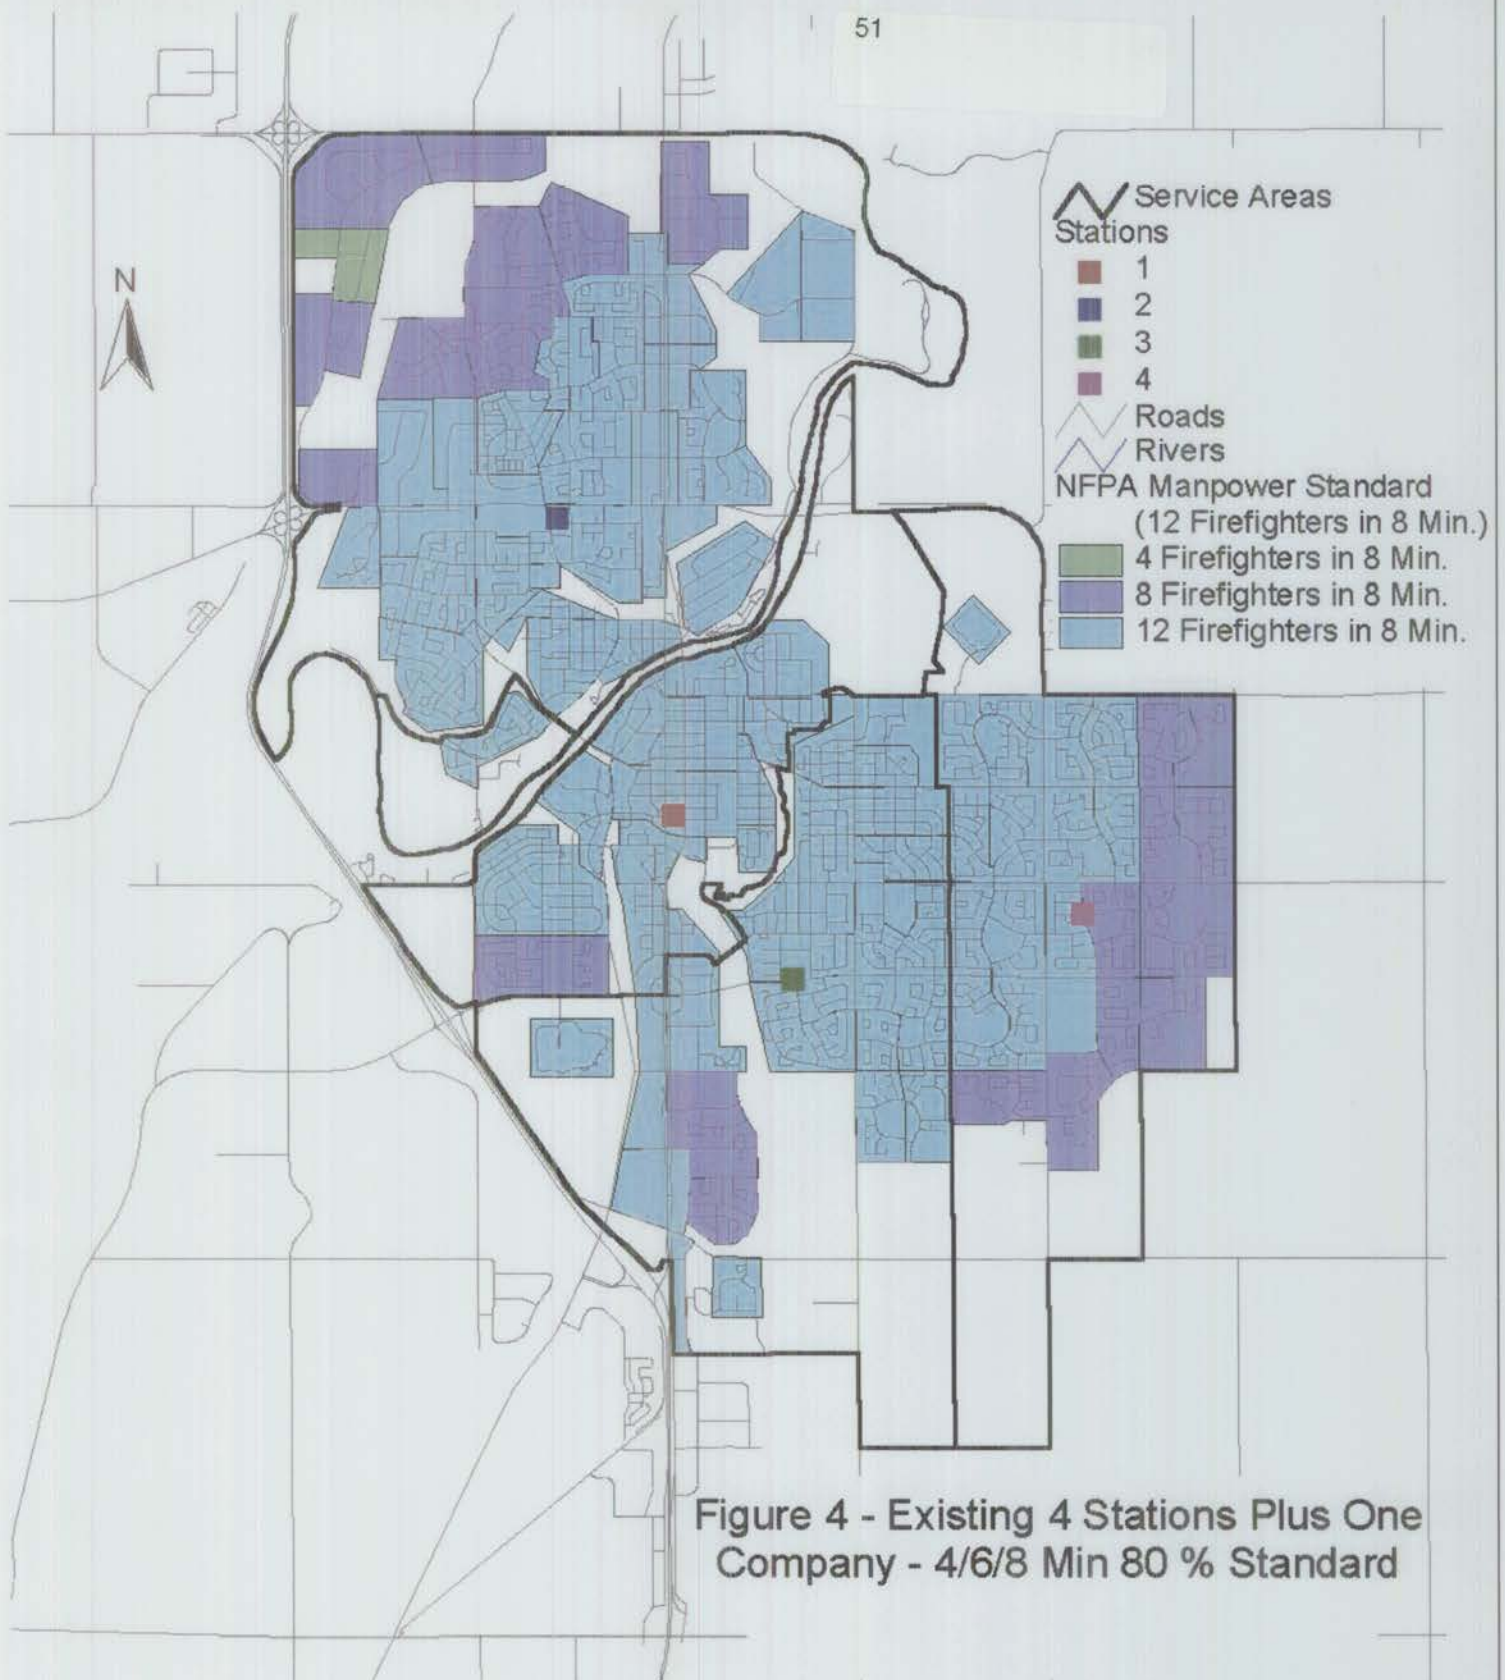 51
N
Service Areas
Stations
1
2
3
4
Roads
Rivers
NFPA Manpower Standard
(12 Firefighters in 8 Min.)
4 Firefighters in 8 Min.
8 Firefighters in 8 Min.
12 Firefighters in 8 Min.
Figure 4 - Existing 4 Stations Plus One
Company - 4/6/8 Min 80 % Standard